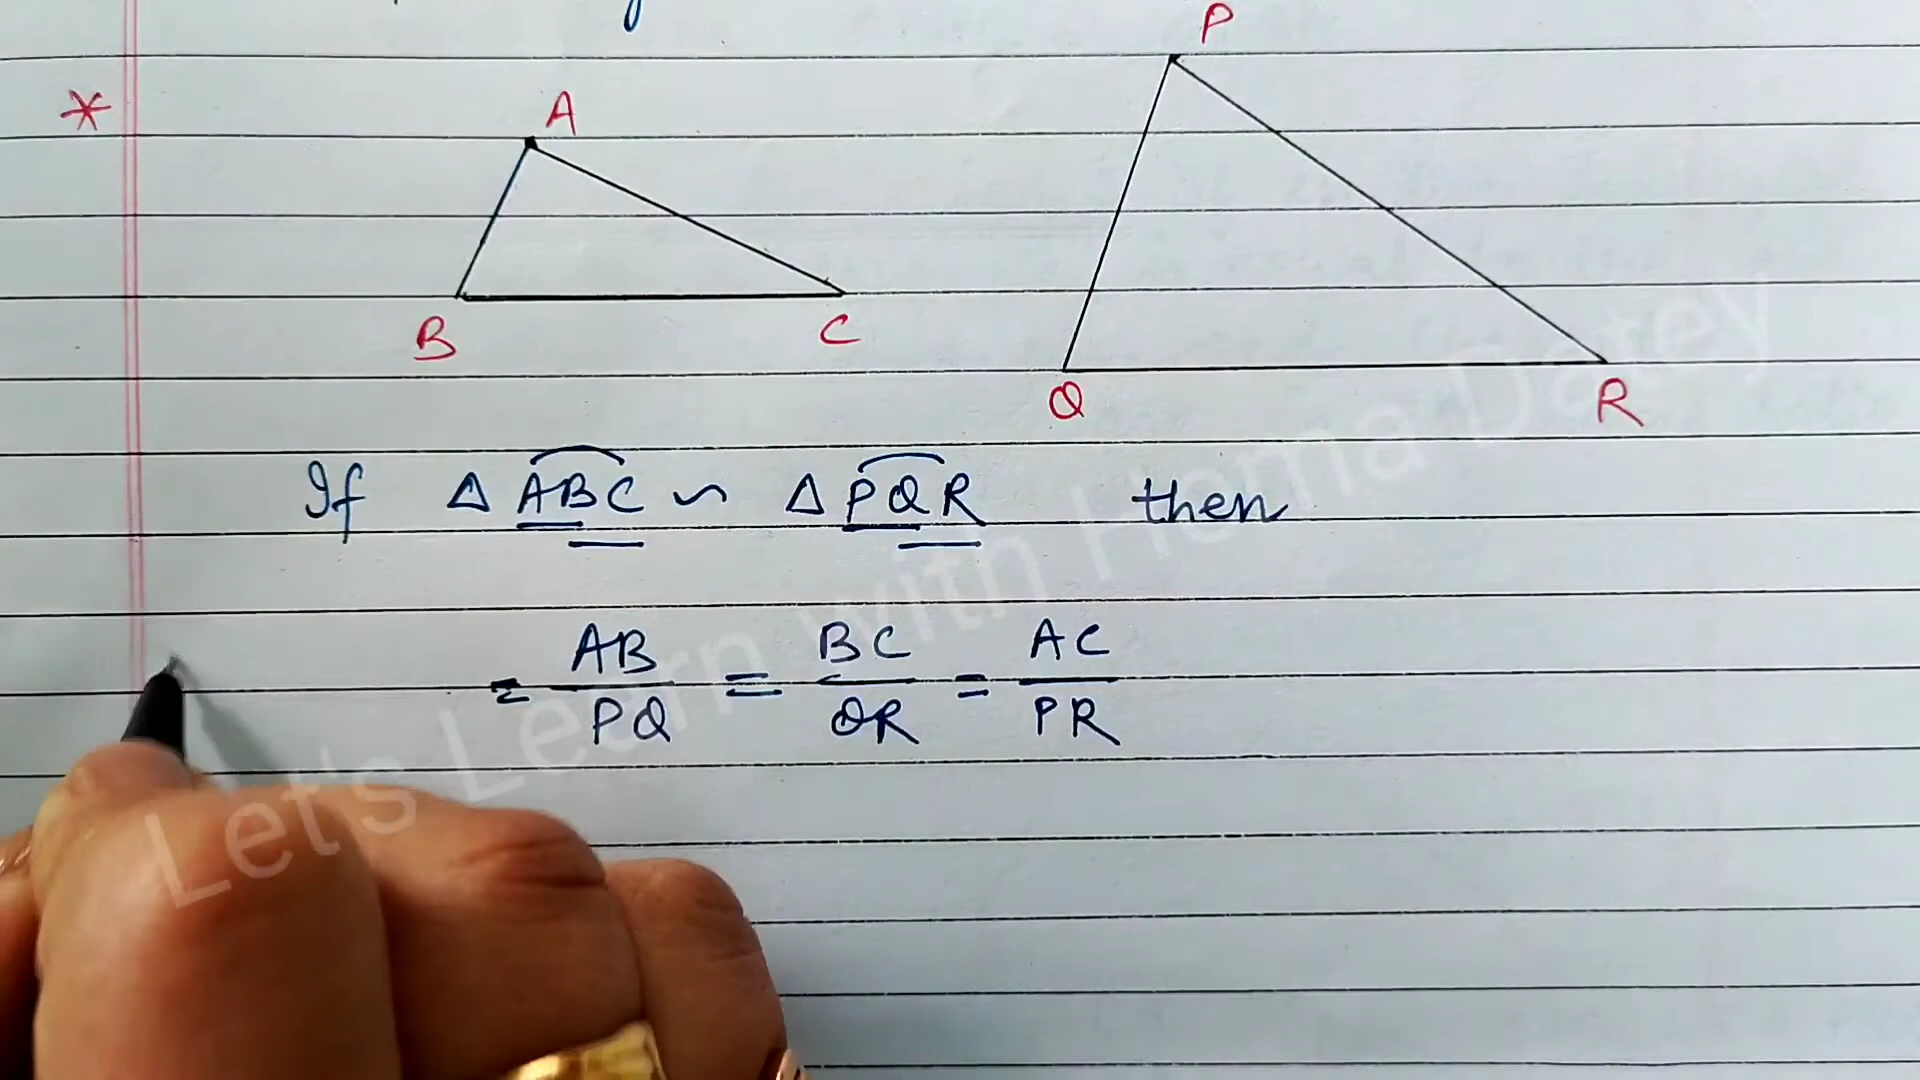 P
* A
B C
Q R
If Δ ABC ~ Δ PQR then
= AB/PQ = BC/QR = AC/PR
Let's Learn with Hema Datey